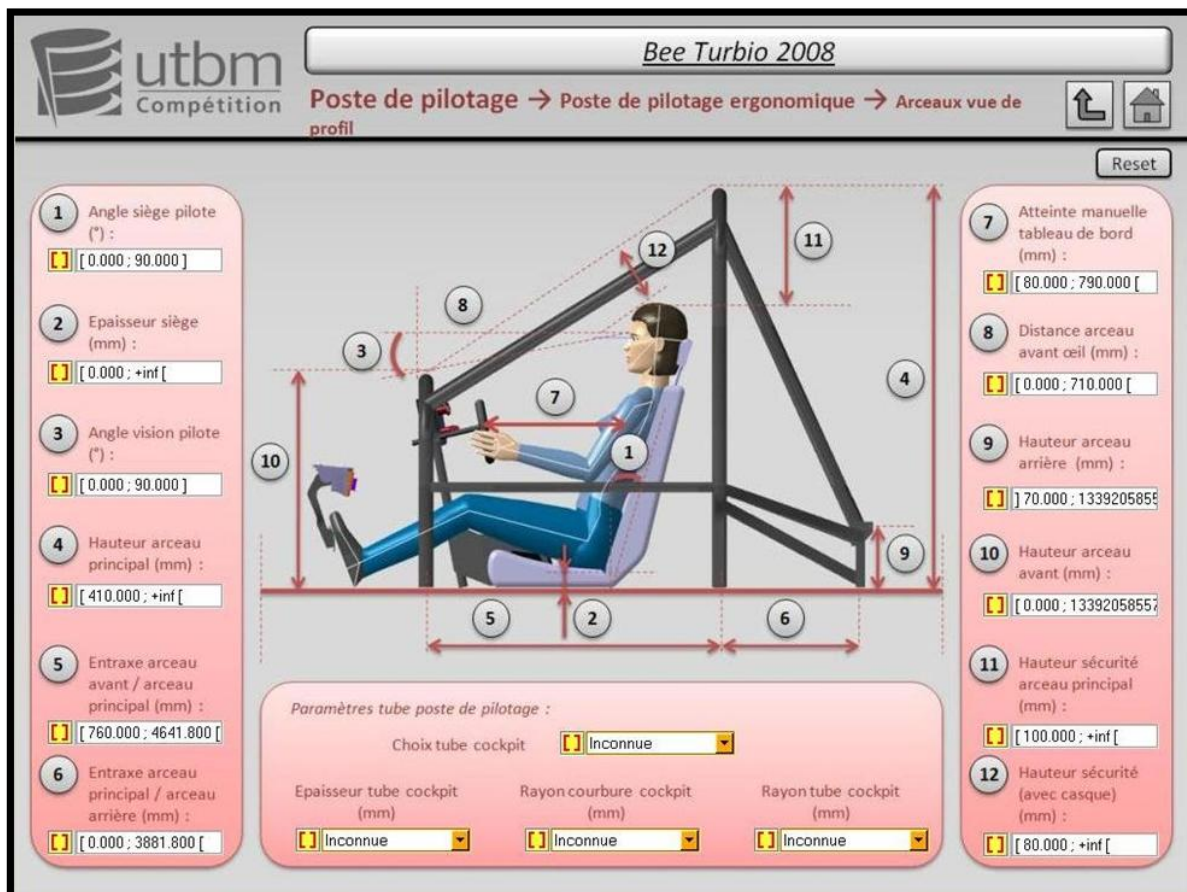 utbm
Compétition
Bee Turbio 2008
Poste de pilotage → Poste de pilotage ergonomique → Arceaux vue de
profil
Reset
1
Angle siège pilote
(°) :
[ 0.000 ; 90.000 ]
2
Epaisseur siège
(mm) :
[ 0.000 ; +inf [
3
Angle vision pilote
(°) :
[ 0.000 ; 90.000 ]
4
Hauteur arceau
principal (mm) :
[ 410.000 ; +inf [
5
Entraxe arceau
avant / arceau
principal (mm) :
[ 760.000 ; 4641.800 [
6
Entraxe arceau
principal / arceau
arrière (mm) :
[ 0.000 ; 3881.800 [
12
11
8
3
4
7
1
10
9
5
2
6
Paramètres tube poste de pilotage :
Choix tube cockpit
Inconnue
Epaisseur tube cockpit
(mm)
Inconnue
Rayon courbure cockpit
(mm)
Inconnue
Rayon tube cockpit
(mm)
Inconnue
7
Atteinte manuelle
tableau de bord
(mm) :
[ 80.000 ; 790.000 [
8
Distance arceau
avant œil (mm) :
[ 0.000 ; 710.000 [
9
Hauteur arceau
arrière (mm) :
] 70.000 ; 1339205855
10
Hauteur arceau
avant (mm) :
[ 0.000 ; 13392058557
11
Hauteur sécurité
arceau principal
(mm) :
[ 100.000 ; +inf [
12
Hauteur sécurité
(avec casque)
(mm) :
[ 80.000 ; +inf [